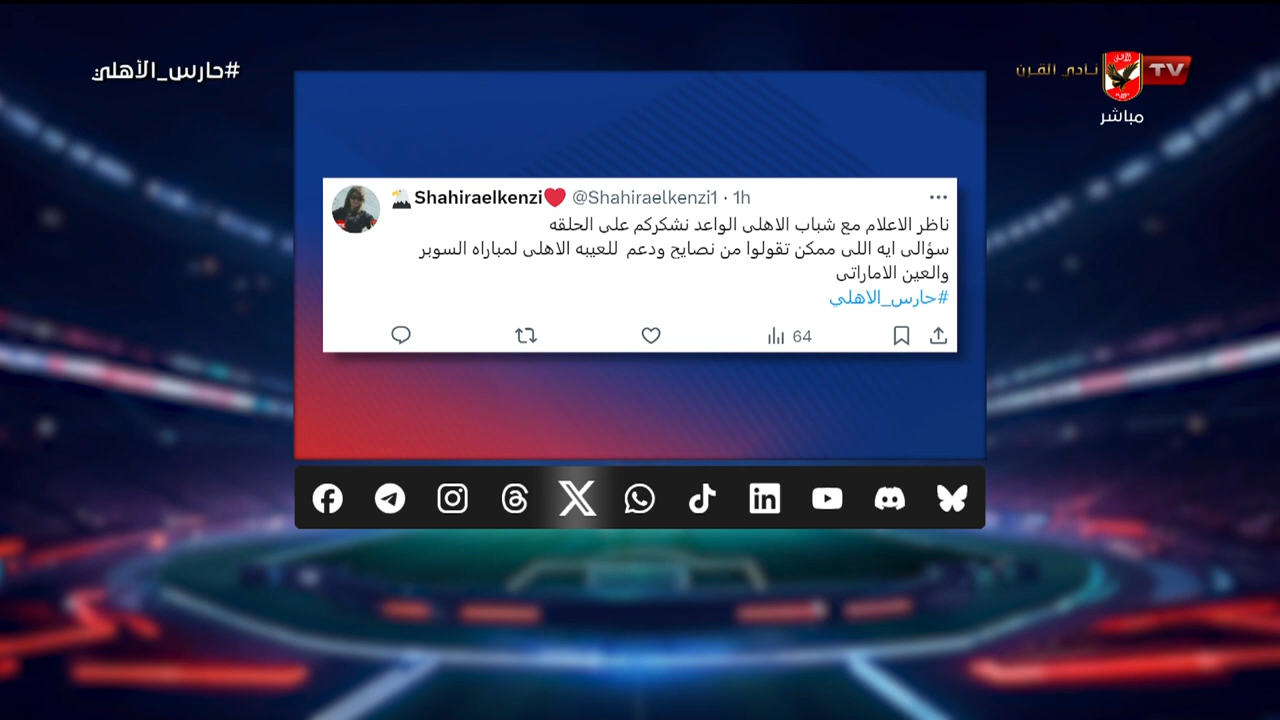 #حارس_الأهلي
نادي القرن
TV
مباشر
Shahiraelkenzi❤️ @Shahiraelkenzi1 · 1h
ناظر الاعلام مع شباب الاهلى الواعد نشكركم على الحلقه
سؤالى ايه اللى ممكن تقولوا من نصايح ودعم للعيبه الاهلى لمباراه السوبر
والعين الاماراتى
#حارس_الاهلي
64